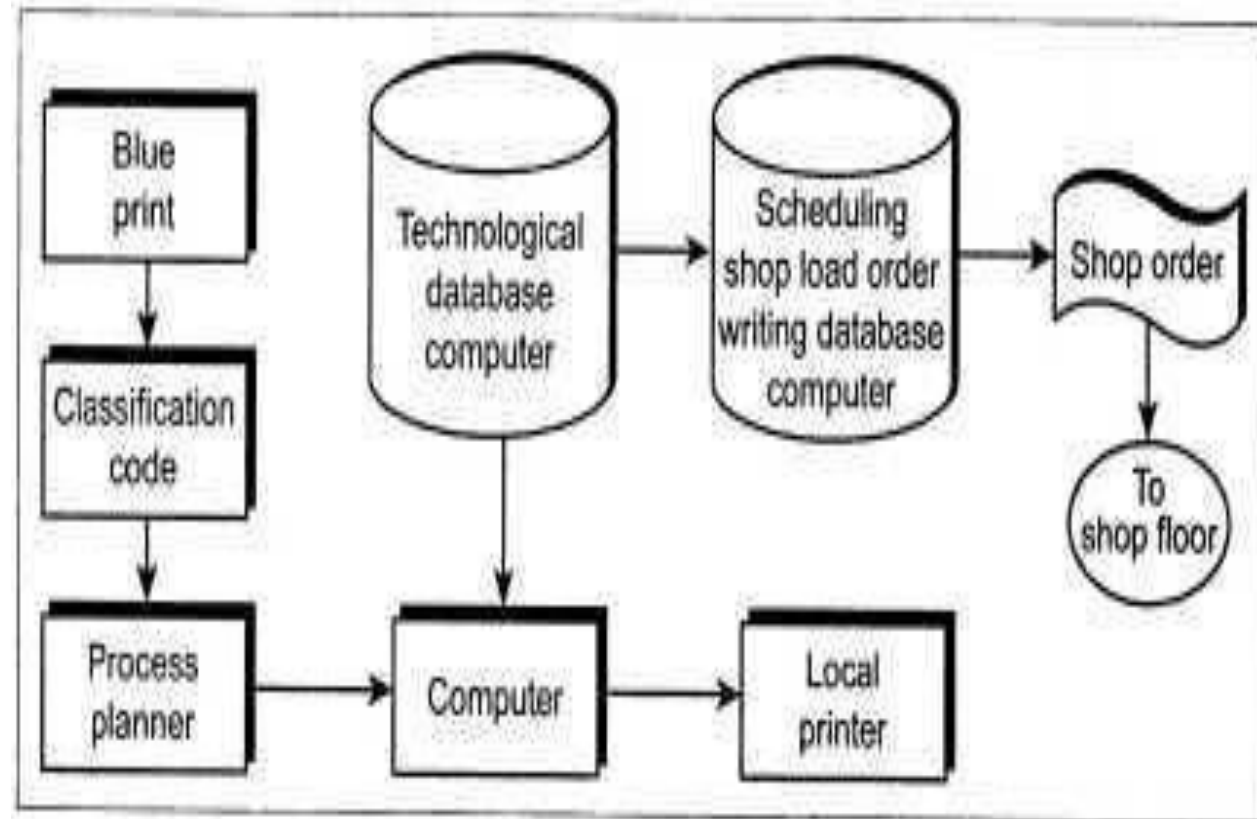 Blue
print
Technological
database
computer
Scheduling
shop load order
writing database
computer
Shop order
Classification
code
To
shop floor
Process
planner
Computer
Local
printer